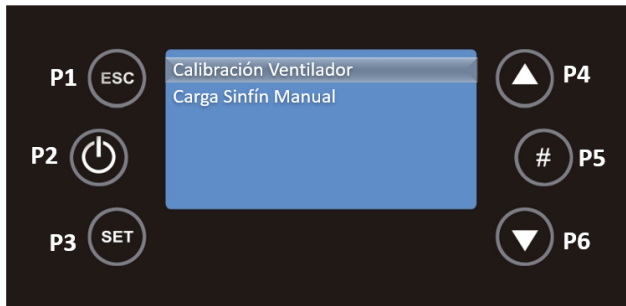 P1 ESC
Calibración Ventilador
P4
Carga Sinfín Manual
P2
# P5
P3 SET
P6